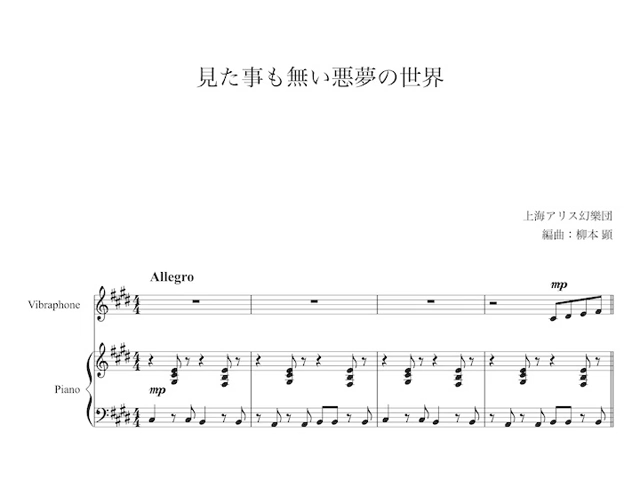 見た事も無い悪夢の世界
上海アリス幻樂団
編曲：柳本 顕
Allegro
mp
Vibraphone
mp
Piano